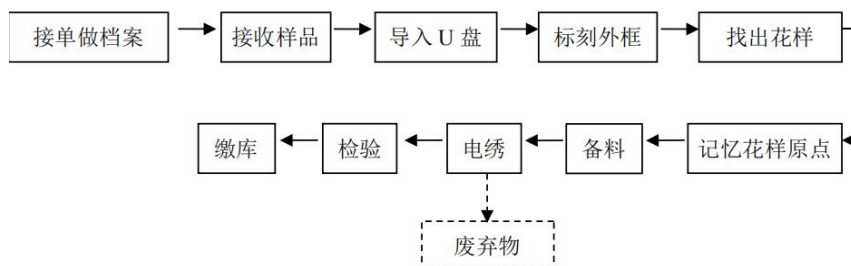 接单做档案
接收样品
导入 U 盘
标刻外框
找出花样
缴库
检验
电绣
备料
记忆花样原点
废弃物